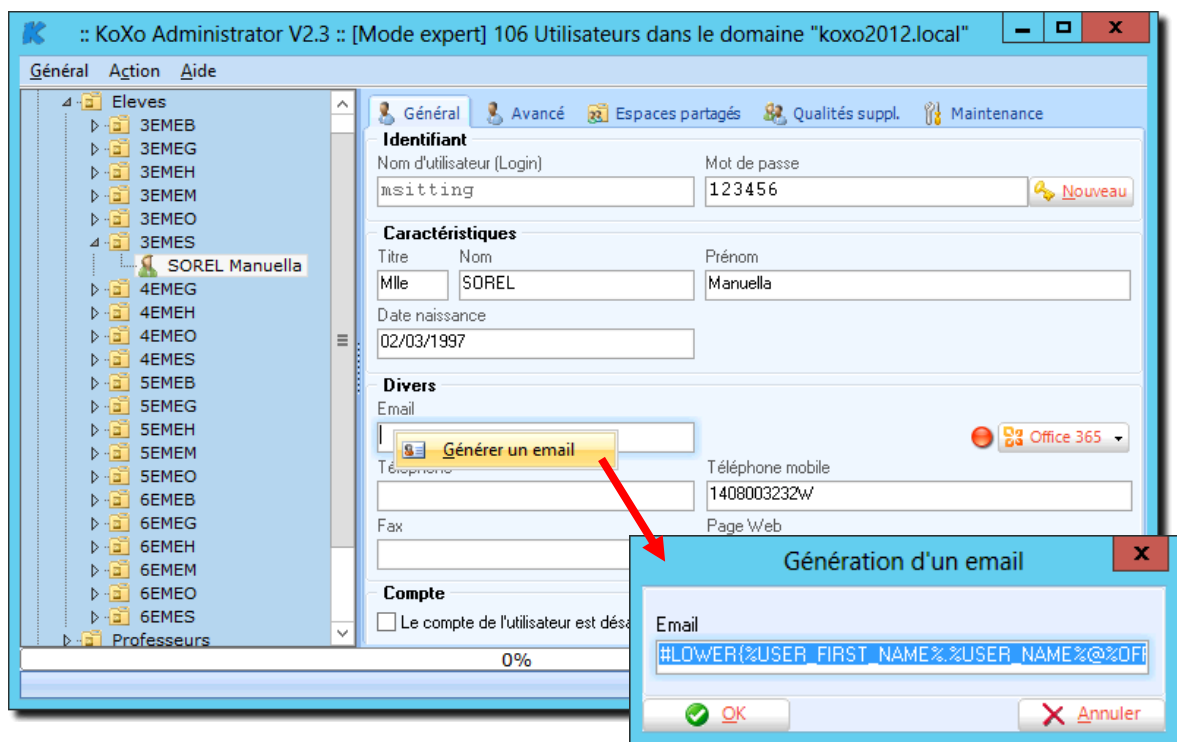 :: KoXo Administrator V2.3 :: [Mode expert] 106 Utilisateurs dans le domaine "koxo2012.local"
Général Action Aide
Eleves
3EMEB
3EMEG
3EMEH
3EMEM
3EMEO
3EMES
SOREL Manuella
4EMEG
4EMEH
4EMEO
4EMES
5EMEB
5EMEG
5EMEH
5EMEM
5EMEO
6EMEB
6EMEG
6EMEH
6EMEM
6EMEO
6EMES
Professeurs
Général Avancé Espaces partagés Qualités suppl. Maintenance
Identifiant
Nom d'utilisateur (Login) Mot de passe
msitting 123456 Nouveau
Caractéristiques
Titre Nom Prénom
Mlle SOREL Manuella
Date naissance
02/03/1997
Divers
Email
Générer un email
Office 365
Téléphone Téléphone mobile
1408003232W
Fax Page Web
Compte
Le compte de l'utilisateur est désa
0%
Génération d'un email
Email
#LOWER{%USER_FIRST_NAME%.%USER_NAME%@%OFF
OK Annuler